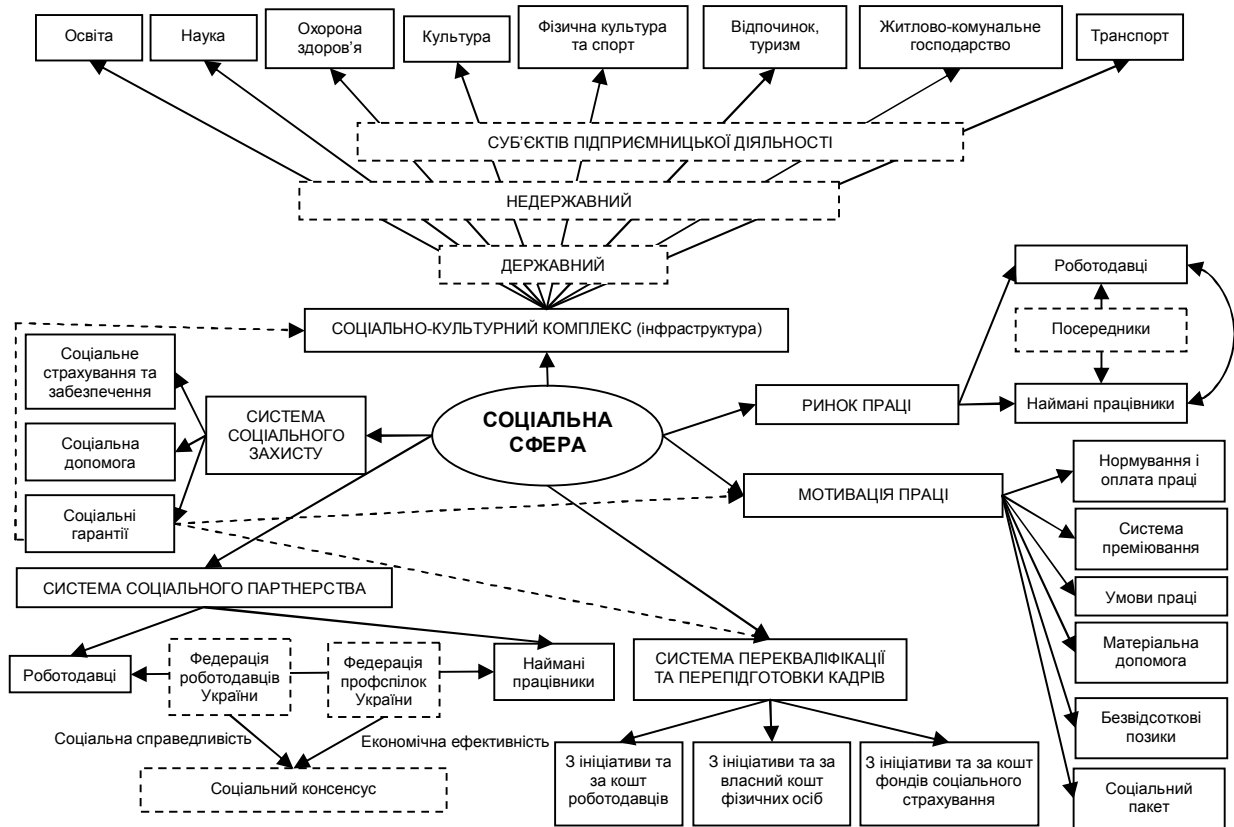 Освіта
Наука
Охорона
здоров’я
Культура
Фізична культура
та спорт
Відпочинок,
туризм
Житлово-комунальне
господарство
Транспорт
СУБ’ЄКТІВ ПІДПРИЄМНИЦЬКОЇ ДІЯЛЬНОСТІ
НЕДЕРЖАВНИЙ
ДЕРЖАВНИЙ
СОЦІАЛЬНО-КУЛЬТУРНИЙ КОМПЛЕКС (інфраструктура)
Роботодавці
Посередники
Наймані працівники
РИНОК ПРАЦІ
СОЦІАЛЬНА
СФЕРА
Соціальне
страхування та
забезпечення
СИСТЕМА
СОЦІАЛЬНОГО
ЗАХИСТУ
Соціальна
допомога
Соціальні
гарантії
МОТИВАЦІЯ ПРАЦІ
Нормування і
оплата праці
Система
преміювання
Умови праці
Матеріальна
допомога
Безвідсоткові
позики
Соціальний
пакет
СИСТЕМА СОЦІАЛЬНОГО ПАРТНЕРСТВА
Роботодавці
Федерація
роботодавців
України
Федерація
профспілок
України
Наймані
працівники
Соціальна справедливість
Економічна ефективність
Соціальний консенсус
СИСТЕМА ПЕРЕКВАЛІФІКАЦІЇ
ТА ПЕРЕПІДГОТОВКИ КАДРІВ
З ініціативи та
за кошт
роботодавців
З ініціативи та за
власний кошт
фізичних осіб
З ініціативи та за кошт
фондів соціального
страхування